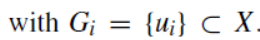 with G_i = {u_i} ⊂ X.